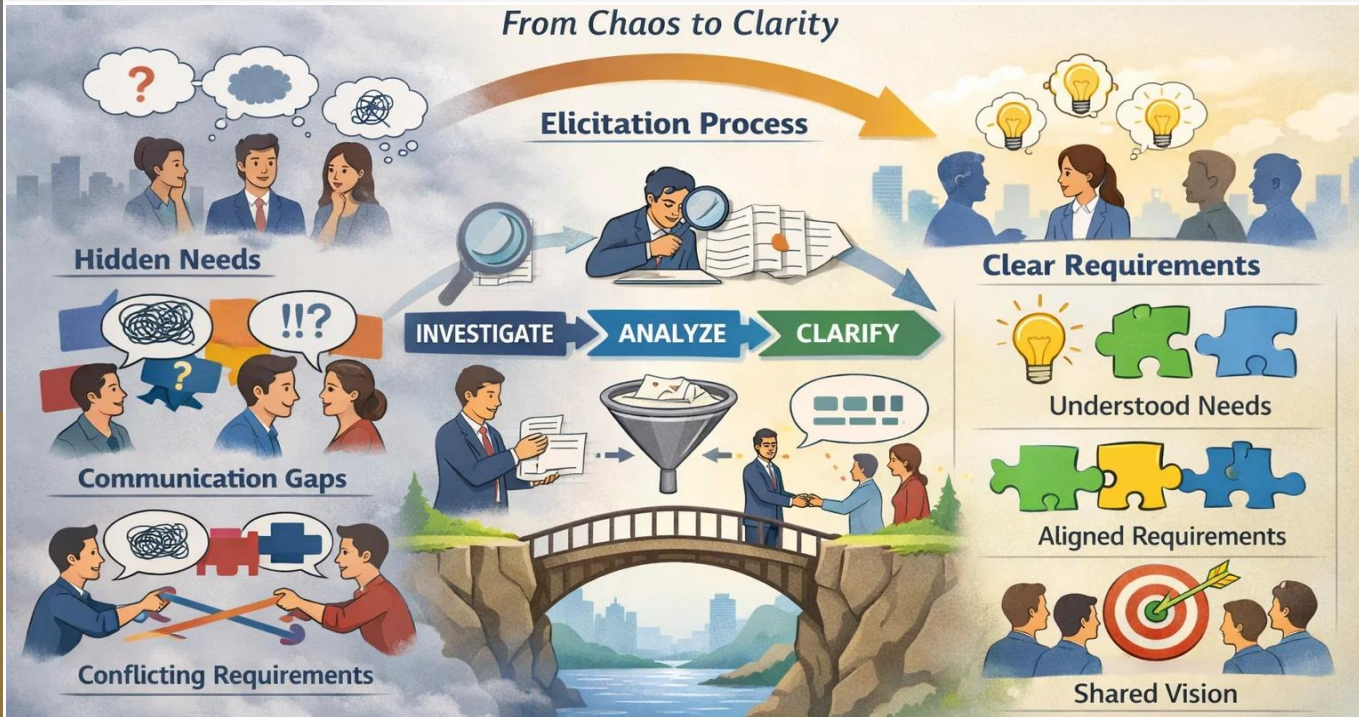 From Chaos to Clarity
Elicitation Process
?
Hidden Needs
!!?
?
Communication Gaps
Conflicting Requirements
INVESTIGATE
ANALYZE
CLARIFY
Clear Requirements
Understood Needs
Aligned Requirements
Shared Vision